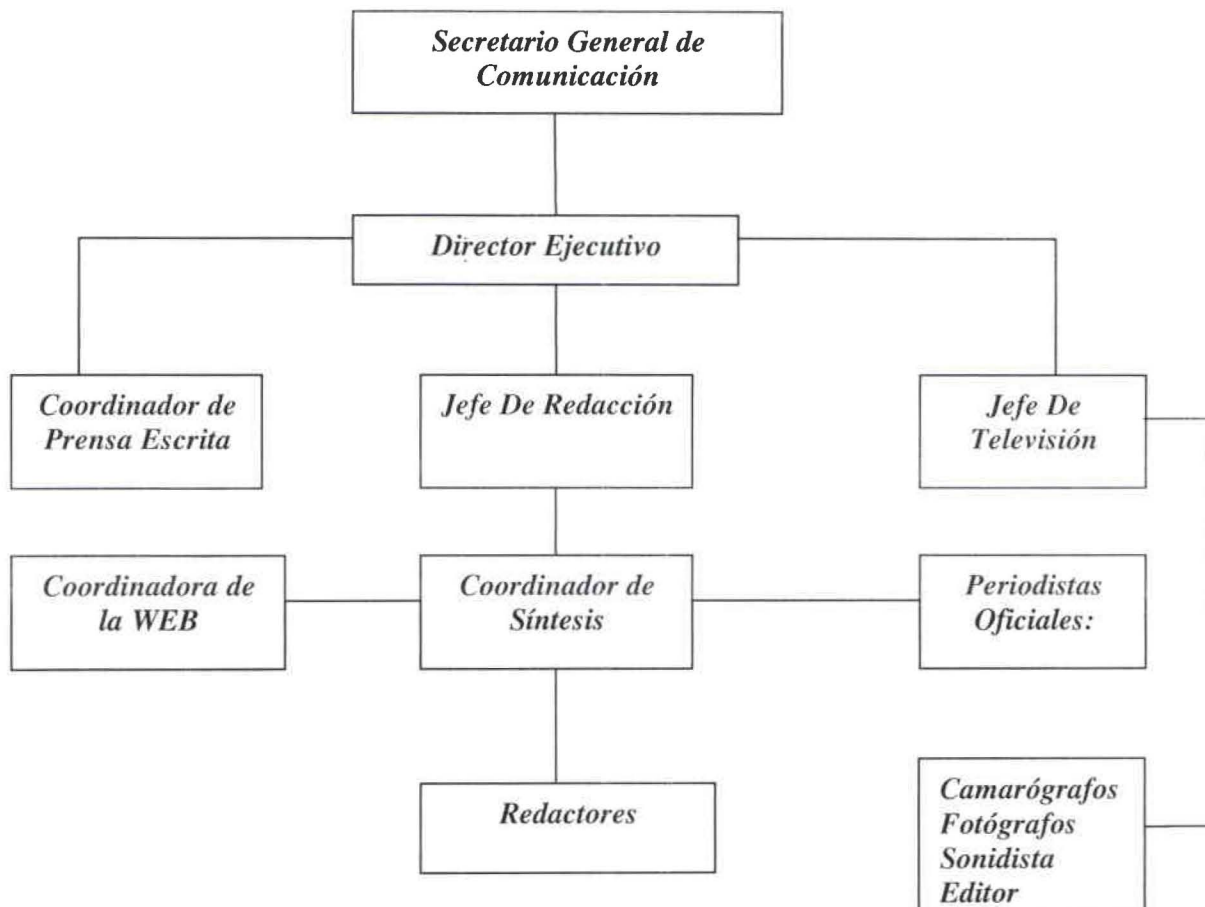 Secretario General de
Comunicación
Director Ejecutivo
Coordinador de
Prensa Escrita
Jefe De Redacción
Jefe De
Televisión
Coordinadora de
la WEB
Coordinador de
Síntesis
Periodistas
Oficiales:
Redactores
Camarógrafos
Fotógrafos
Sonidista
Editor